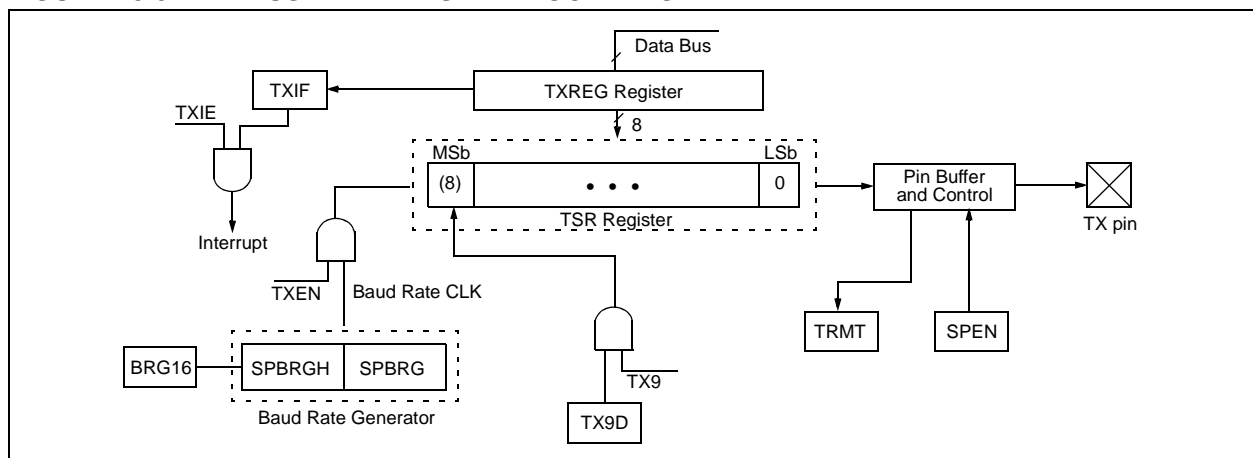 Data Bus
TXIF
TXREG Register
TXIE
8
MSb
LSb
(8)
• • •
0
Pin Buffer
and Control
TSR Register
TX pin
Interrupt
TXEN
Baud Rate CLK
TRMT
SPEN
BRG16
SPBRGH
SPBRG
TX9
Baud Rate Generator
TX9D